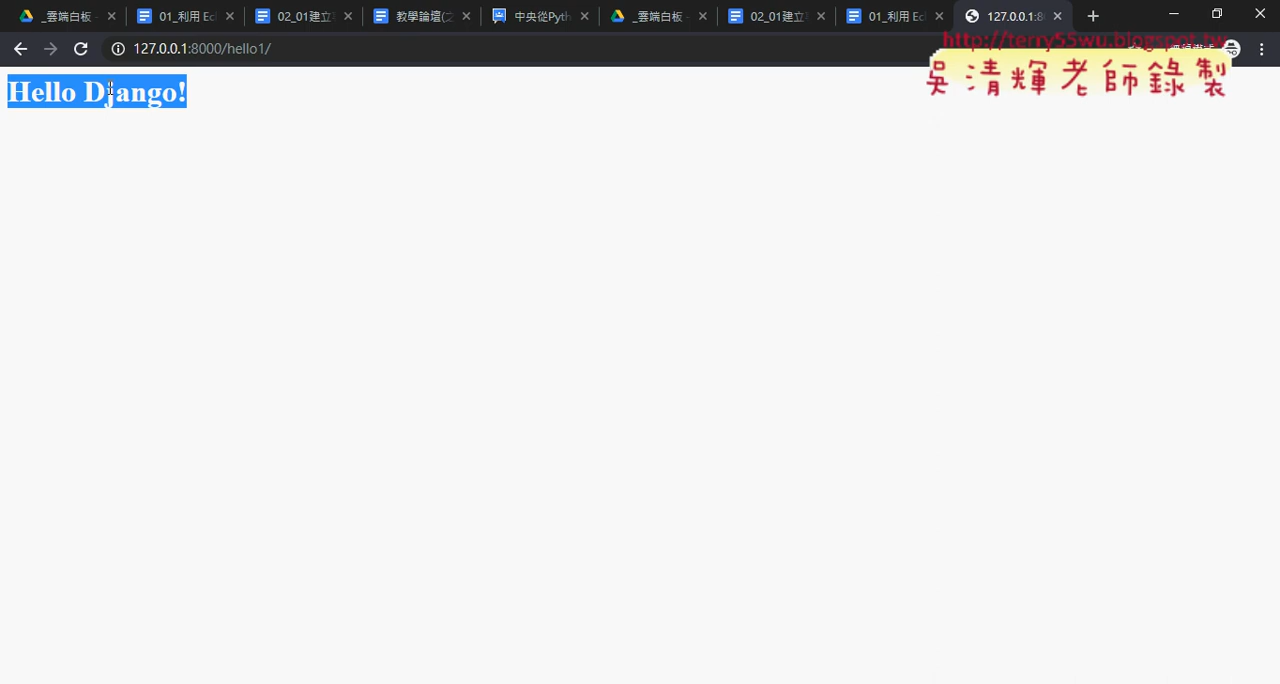 _雲端白板 -
01_利用 Ecl
02_01建立
教學論壇(之
中央從Pyth
_雲端白板 -
02_01建立
01_利用 Ecl
127.0.0.1:8
127.0.0.1:8000/hello1/
http://terry55wu.blogspot.tw
吳清輝老師錄製
Hello Django!